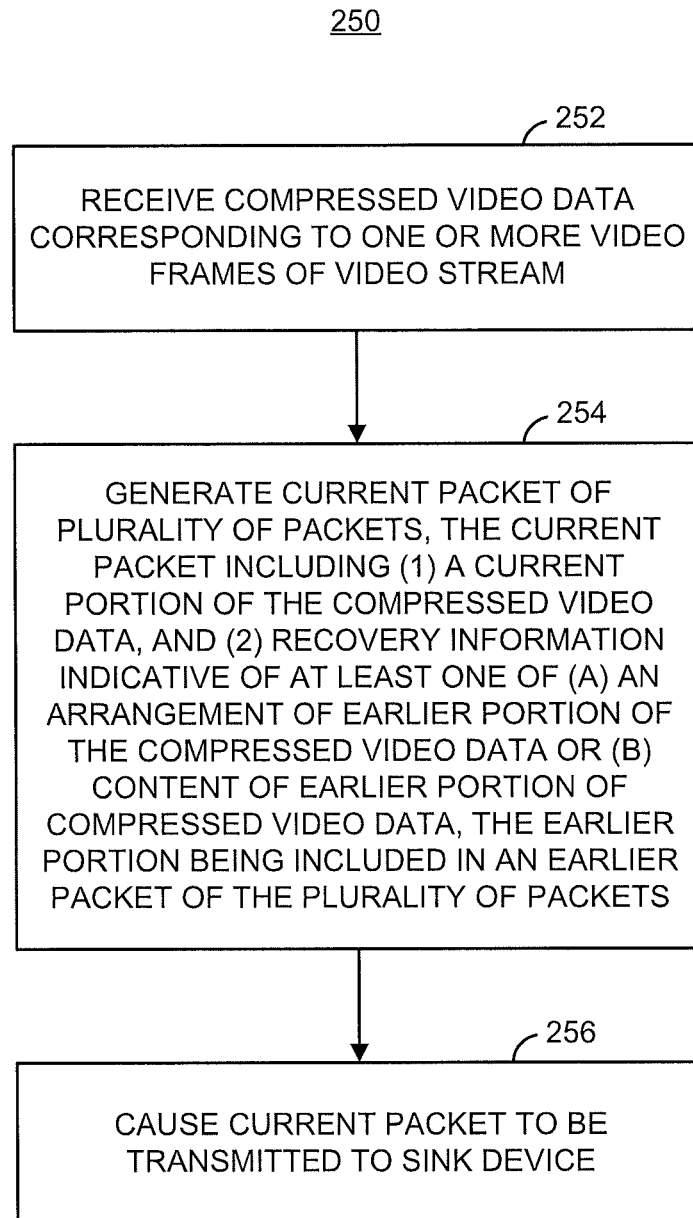 250
252
RECEIVE COMPRESSED VIDEO DATA
CORRESPONDING TO ONE OR MORE VIDEO
FRAMES OF VIDEO STREAM
254
GENERATE CURRENT PACKET OF
PLURALITY OF PACKETS, THE CURRENT
PACKET INCLUDING (1) A CURRENT
PORTION OF THE COMPRESSED VIDEO
DATA, AND (2) RECOVERY INFORMATION
INDICATIVE OF AT LEAST ONE OF (A) AN
ARRANGEMENT OF EARLIER PORTION OF
THE COMPRESSED VIDEO DATA OR (B)
CONTENT OF EARLIER PORTION OF
COMPRESSED VIDEO DATA, THE EARLIER
PORTION BEING INCLUDED IN AN EARLIER
PACKET OF THE PLURALITY OF PACKETS
256
CAUSE CURRENT PACKET TO BE
TRANSMITTED TO SINK DEVICE